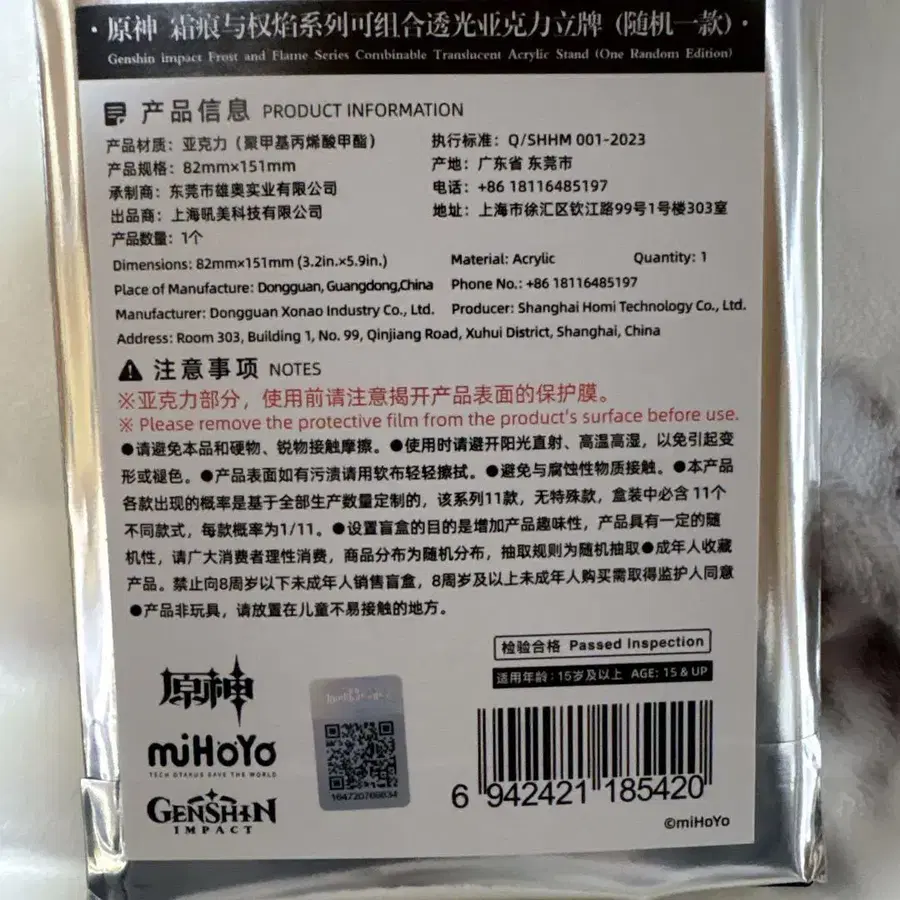 ·原神 霜痕与权焰系列可组合透光亚克力立牌（随机一款）·
Genshin impact Frost and Flame Series Combinable Translucent Acrylic Stand (One Random Edition)
产品信息 PRODUCT INFORMATION
产品材质：亚克力（聚甲基丙烯酸甲酯） 执行标准：Q/SHHM 001-2023
产品规格：82mm×151mm 产地：广东省 东莞市
承制商：东莞市雄奥实业有限公司 电话：+86 18116485197
出品商：上海吼美科技有限公司 地址：上海市徐汇区钦江路99号1号楼303室
产品数量：1个
Dimensions: 82mm×151mm (3.2in.×5.9in.) Material: Acrylic Quantity: 1
Place of Manufacture: Dongguan, Guangdong,China Phone No.: +86 18116485197
Manufacturer: Dongguan Xonao Industry Co., Ltd. Producer: Shanghai Homi Technology Co., Ltd.
Address: Room 303, Building 1, No. 99, Qinjiang Road, Xuhui District, Shanghai, China
注意事项 NOTES
※亚克力部分，使用前请注意揭开产品表面的保护膜。
※ Please remove the protective film from the product's surface before use.
●请避免本品和硬物、锐物接触摩擦。●使用时请避开阳光直射、高温高湿，以免引起变
形或褪色。●产品表面如有污渍请用软布轻轻擦拭。●避免与腐蚀性物质接触。●本产品
各款出现的概率是基于全部生产数量定制的，该系列11款，无特殊款，盒装中必含 11个
不同款式，每款概率为1/11。●设置盲盒的目的是增加产品趣味性，产品具有一定的随
机性，请广大消费者理性消费，商品分布为随机分布，抽取规则为随机抽取●成年人收藏
产品。禁止向8周岁以下未成年人销售盲盒，8周岁及以上未成年人购买需取得监护人同意
●产品非玩具，请放置在儿童不易接触的地方。
检验合格 Passed Inspection
适用年龄：15岁及以上 AGE: 15 & UP
原神
miHoYo
TECH OTAKUS SAVE THE WORLD
GENSHIN
IMPACT
6 942421 185420
©miHoYo